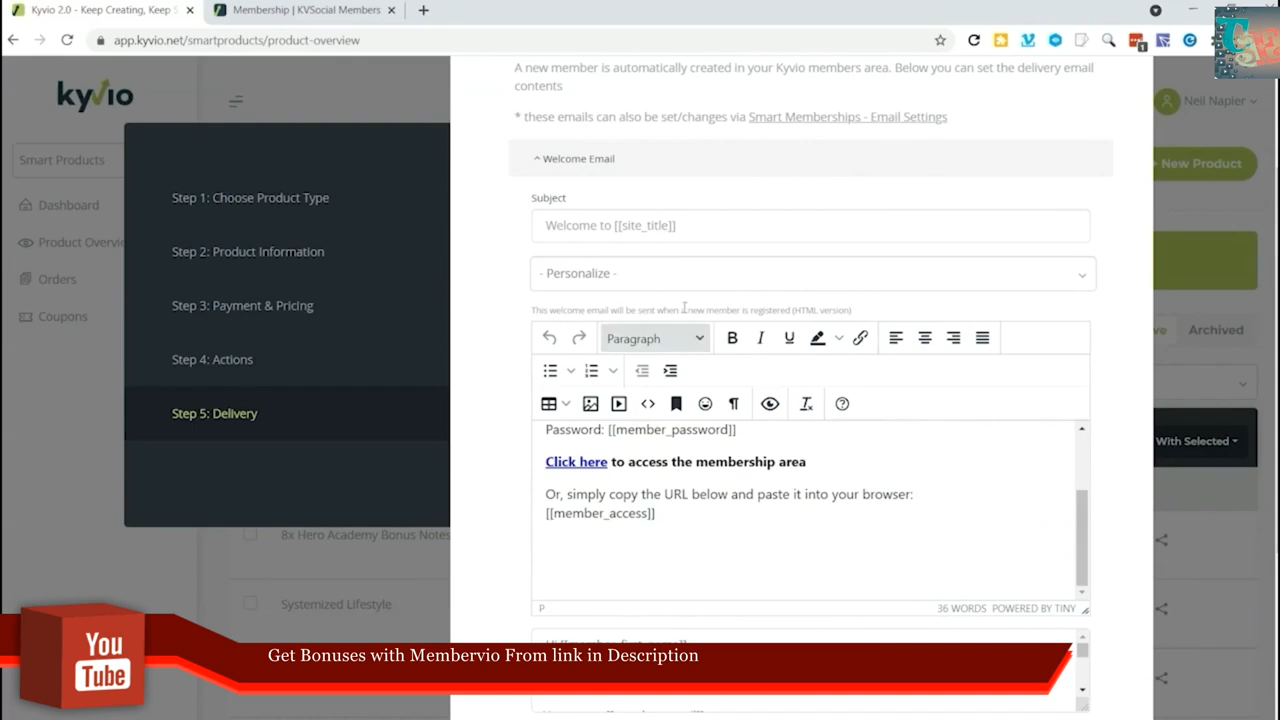 Kyvio 2.0 - Keep Creating, Keep S
Membership | KVSocial Members
app.kyvio.net/smartproducts/product-overview
kyvio
Neil Napier
Smart Products
Dashboard
Product Overvie
Orders
Coupons
New Product
Archived
With Selected
Step 1: Choose Product Type
Step 2: Product Information
Step 3: Payment & Pricing
Step 4: Actions
Step 5: Delivery
8x Hero Academy Bonus Notes
Systemized Lifestyle
A new member is automatically created in your Kyvio members area. Below you can set the delivery email
contents
* these emails can also be set/changes via Smart Memberships - Email Settings
^ Welcome Email
Subject
Welcome to [[site_title]]
- Personalize -
This welcome email will be sent when a new member is registered (HTML version)
Paragraph
Password: [[member_password]]
Click here to access the membership area
Or, simply copy the URL below and paste it into your browser:
[[member_access]]
P
36 WORDS POWERED BY TINY
You
Tube
Get Bonuses with Membervio From link in Description